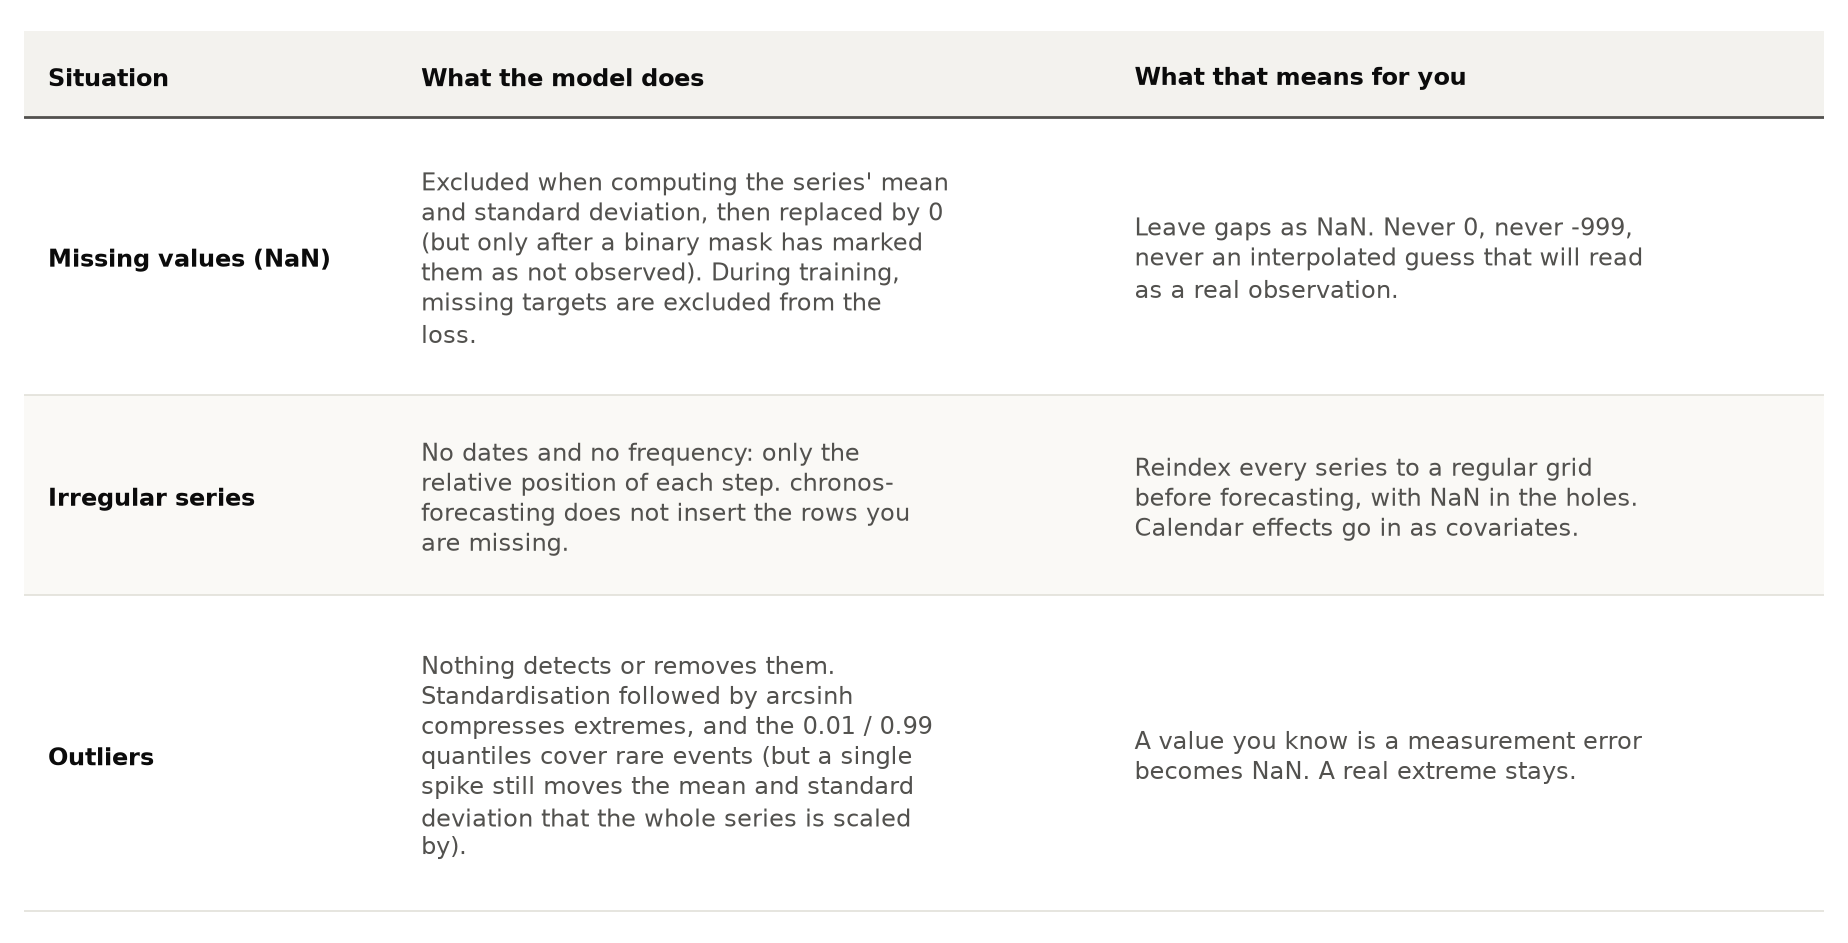 Situation
What the model does
What that means for you
Missing values (NaN)
Excluded when computing the series' mean
and standard deviation, then replaced by 0
(but only after a binary mask has marked
them as not observed). During training,
missing targets are excluded from the
loss.
Leave gaps as NaN. Never 0, never -999,
never an interpolated guess that will read
as a real observation.
Irregular series
No dates and no frequency: only the
relative position of each step. chronos-
forecasting does not insert the rows you
are missing.
Reindex every series to a regular grid
before forecasting, with NaN in the holes.
Calendar effects go in as covariates.
Outliers
Nothing detects or removes them.
Standardisation followed by arcsinh
compresses extremes, and the 0.01 / 0.99
quantiles cover rare events (but a single
spike still moves the mean and standard
deviation that the whole series is scaled
by).
A value you know is a measurement error
becomes NaN. A real extreme stays.